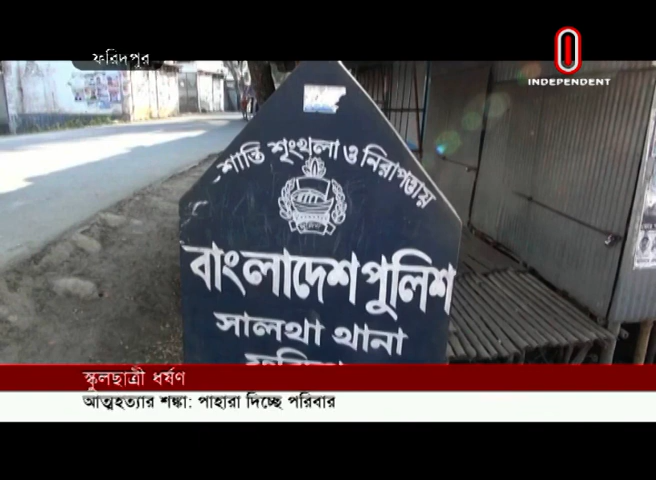 ফরিদপুর
INDEPENDENT
শান্তি শৃংখলা ও নিরাপত্তায়
বাংলাদেশ পুলিশ
সালথা থানা
স্কুলছাত্রী ধর্ষণ
আত্মহত্যার শঙ্কা: পাহারা দিচ্ছে পরিবার